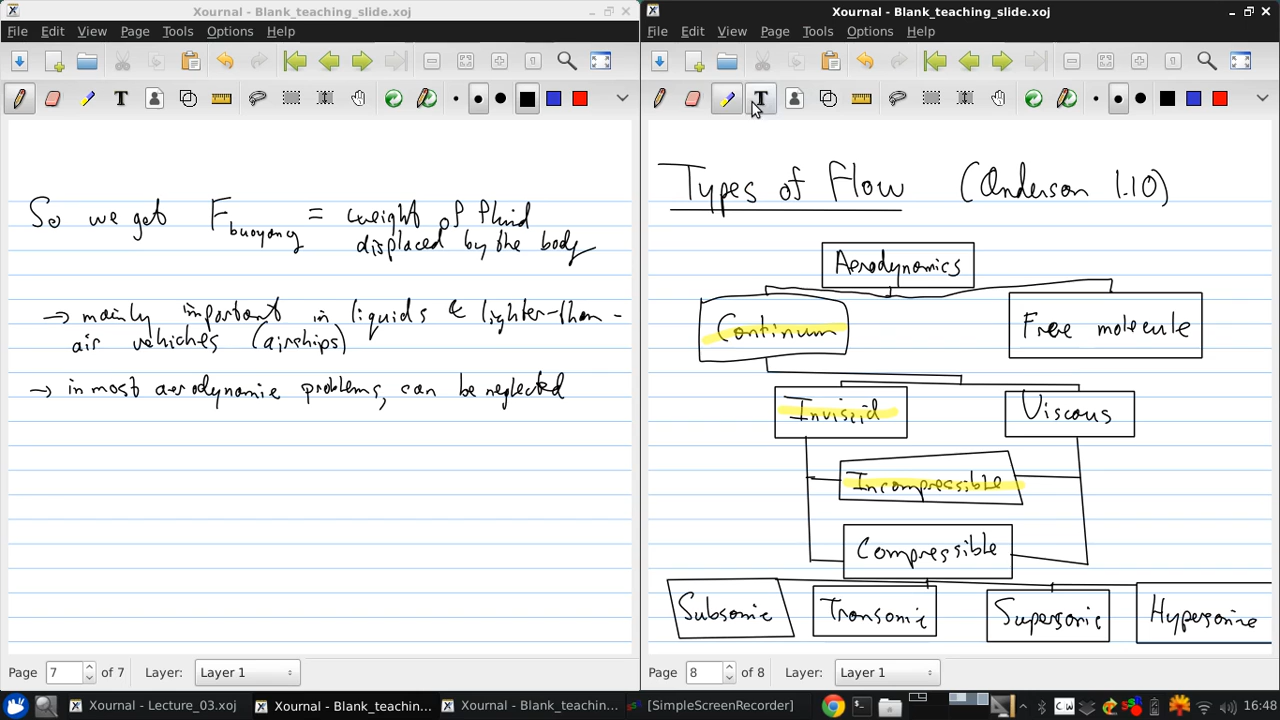 Xournal - Blank_teaching_slide.xoj
File Edit View Page Tools Options Help
So we get F buoyancy = weight of fluid
displaced by the body
→ mainly important in liquids & lighter-than-
air vehicles (airships)
→ in most aerodynamic problems, can be neglected
Page 7 of 7 Layer: Layer 1
Xournal - Blank_teaching_slide.xoj
File Edit View Page Tools Options Help
Types of Flow (Anderson 1.10)
Aerodynamics
Continuum Free molecule
Inviscid Viscous
Incompressible
Compressible
Subsonic Transonic Supersonic Hypersonic
Page 8 of 8 Layer: Layer 1
Xournal - Lecture_03.xoj Xournal - Blank_teachin... Xournal - Blank_teachin... [SimpleScreenRecorder] 16:48